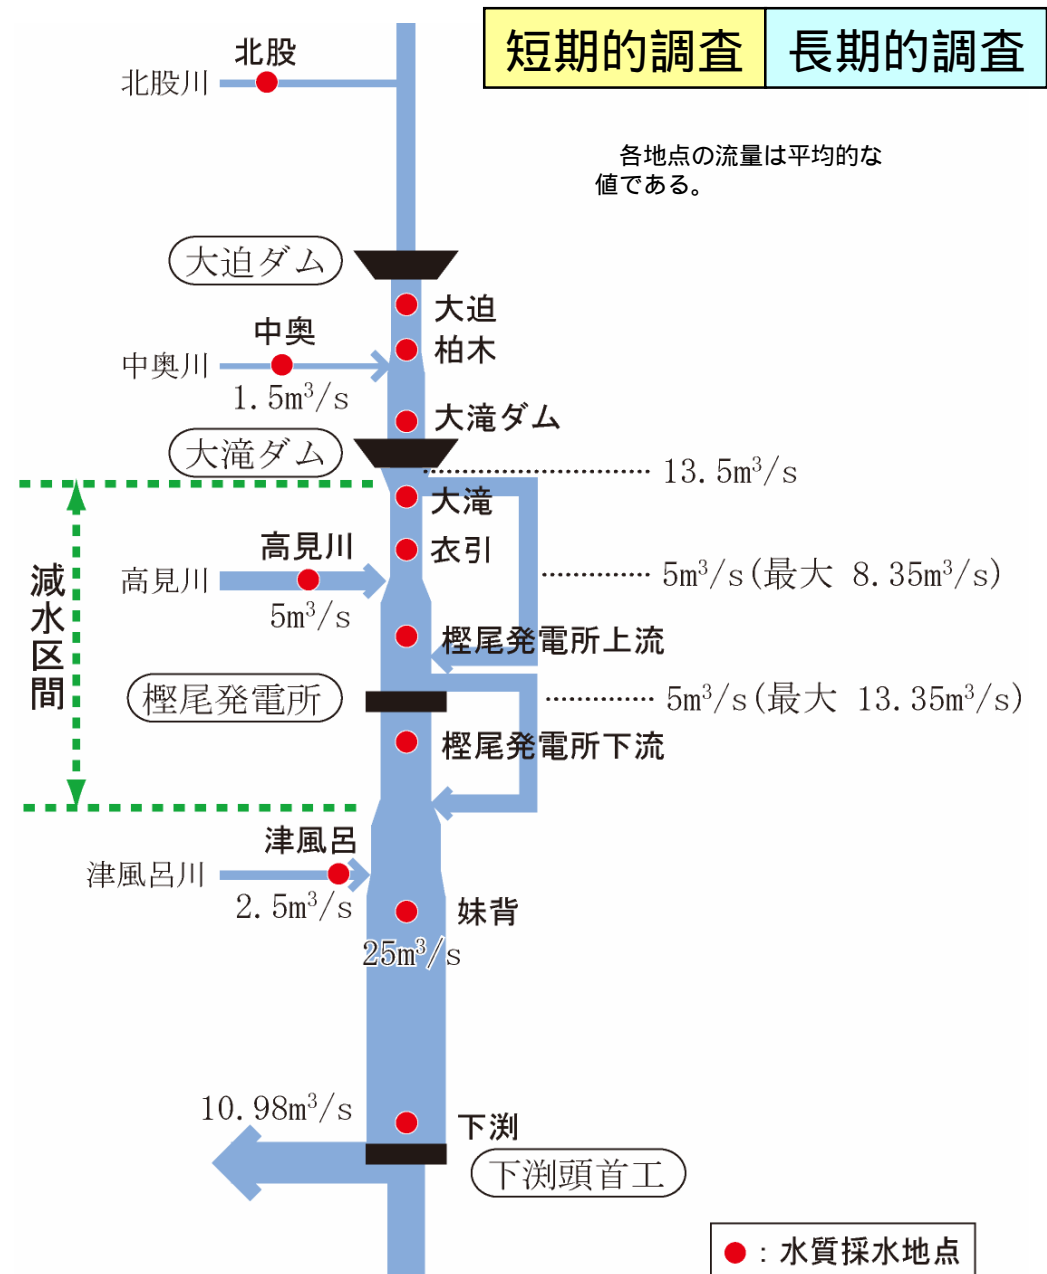 短期的調査 長期的調査
北股
北股川
各地点の流量は平均的な
値である。
大迫ダム
大迫
中奥
柏木
中奥川
1.5m³/s
大滝ダム
大滝ダム
13.5m³/s
大滝
高見川
衣引
高見川
5m³/s(最大 8.35m³/s)
5m³/s
減水区間
樫尾発電所上流
樫尾発電所
5m³/s(最大 13.35m³/s)
樫尾発電所下流
津風呂
津風呂川
2.5m³/s
妹背
25m³/s
10.98m³/s
下渕
下渕頭首工
：水質採水地点